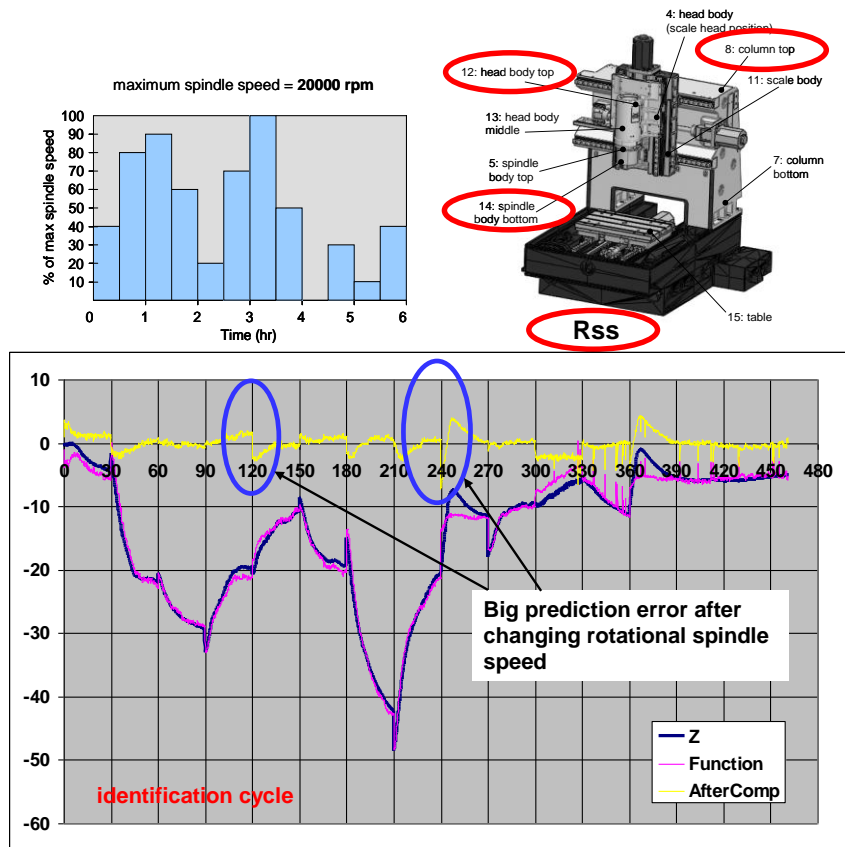 maximum spindle speed = 20000 rpm
% of max spindle speed
100
90
80
70
60
50
40
30
20
10
0 1 2 3 4 5 6
Time (hr)
4: head body
(scale head position)
8: column top
12: head body top
11: scale body
13: head body
middle
5: spindle
body top
7: column
bottom
14: spindle
body bottom
15: table
Rss
10
0
-10
-20
-30
-40
-50
-60
0 30 60 90 120 150 180 210 240 270 300 330 360 390 420 450 480
Big prediction error after
changing rotational spindle
speed
Z
Function
AfterComp
identification cycle